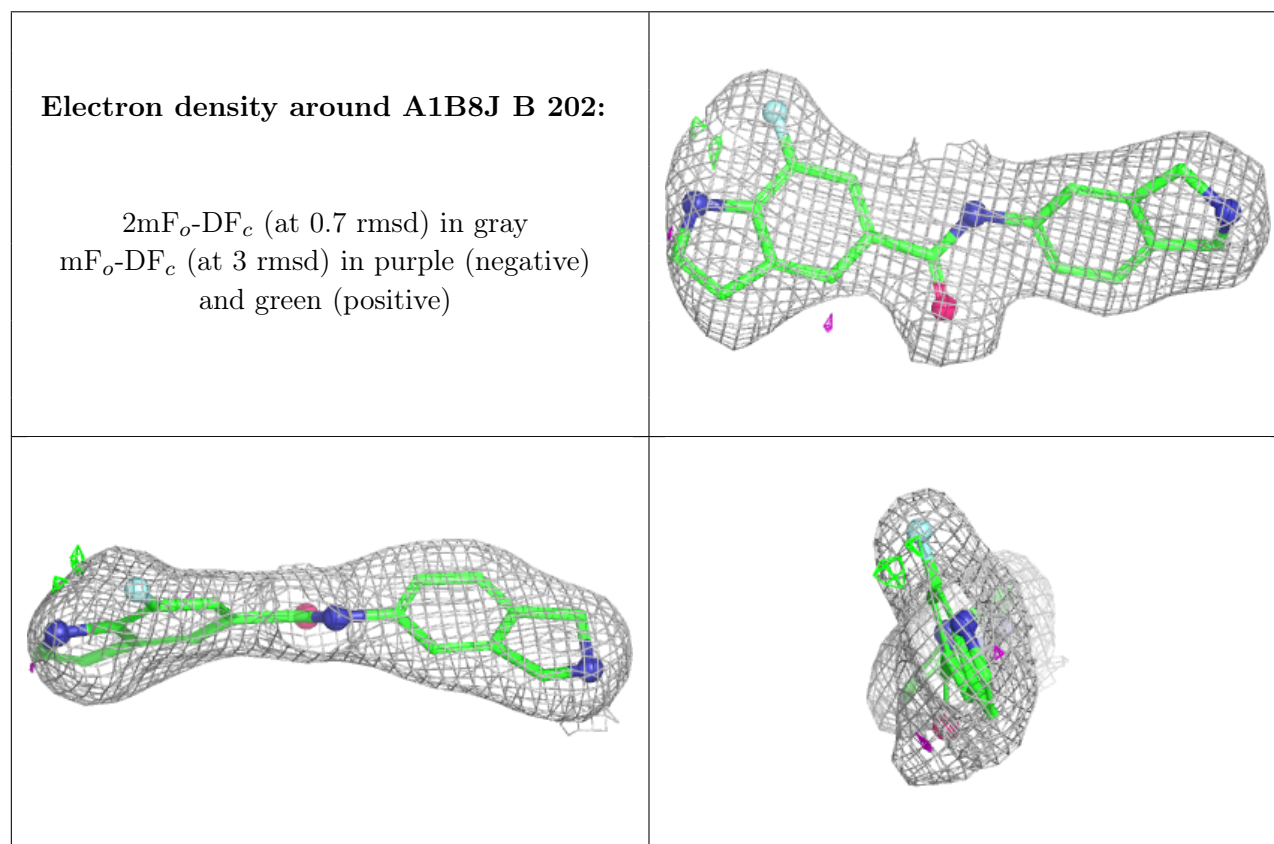 Electron density around A1B8J B 202:
2mFo-DFc (at 0.7 rmsd) in gray
mFo-DFc (at 3 rmsd) in purple (negative)
and green (positive)